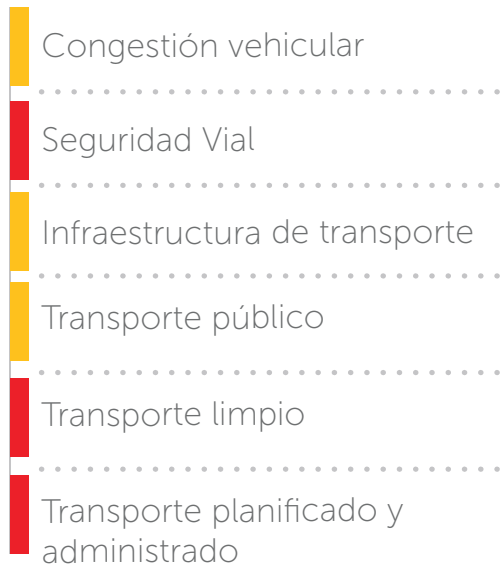 Congestión vehicular
Seguridad Vial
Infraestructura de transporte
Transporte público
Transporte limpio
Transporte planificado y
administrado